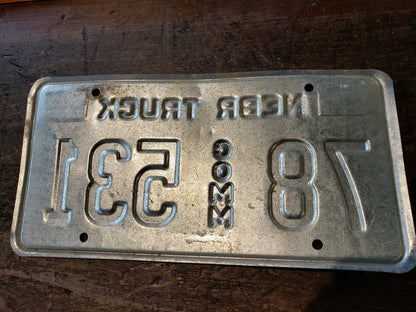 NEBR TRUCK
78 COMM 531